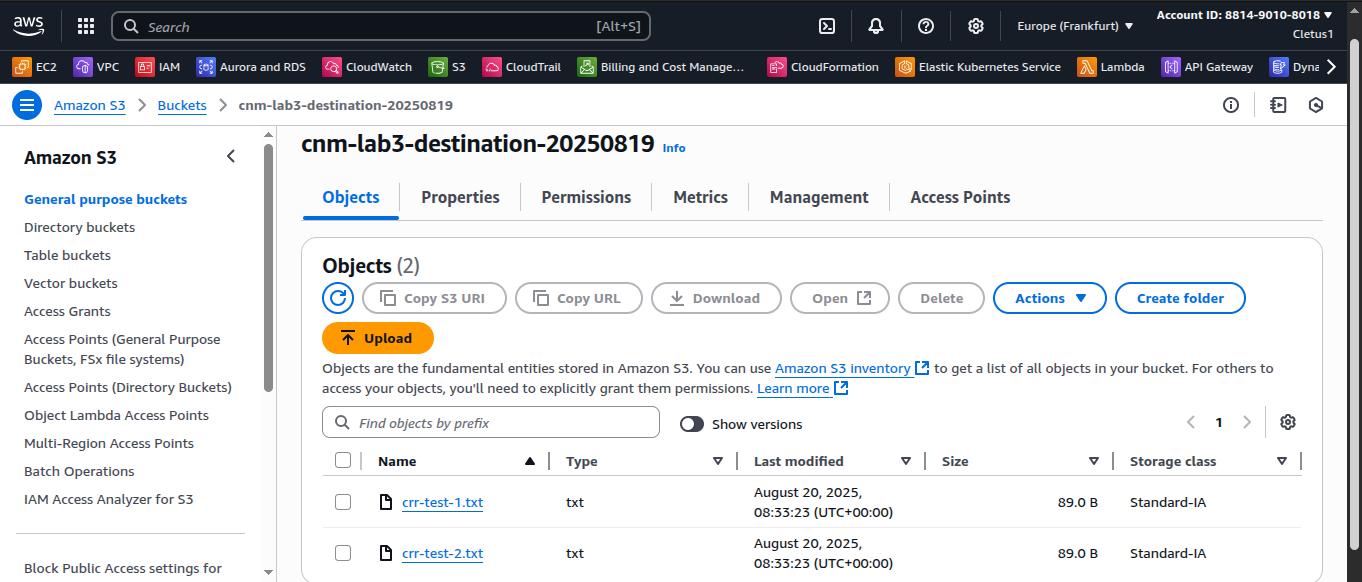 aws
Search [Alt+S]
Europe (Frankfurt)
Account ID: 8814-9010-8018
Cletus1
EC2 VPC IAM Aurora and RDS CloudWatch S3 CloudTrail Billing and Cost Manage... CloudFormation Elastic Kubernetes Service Lambda API Gateway Dyna
Amazon S3 Buckets cnm-lab3-destination-20250819
Amazon S3
General purpose buckets
Directory buckets
Table buckets
Vector buckets
Access Grants
Access Points (General Purpose
Buckets, FSx file systems)
Access Points (Directory Buckets)
Object Lambda Access Points
Multi-Region Access Points
Batch Operations
IAM Access Analyzer for S3
Block Public Access settings for
cnm-lab3-destination-20250819 Info
Objects Properties Permissions Metrics Management Access Points
Objects (2)
Copy S3 URI Copy URL Download Open Delete Actions Create folder
Upload
Objects are the fundamental entities stored in Amazon S3. You can use Amazon S3 inventory to get a list of all objects in your bucket. For others to
access your objects, you'll need to explicitly grant them permissions. Learn more
Find objects by prefix Show versions 1
Name Type Last modified Size Storage class
crr-test-1.txt txt August 20, 2025, 89.0 B Standard-IA
08:33:23 (UTC+00:00)
crr-test-2.txt txt August 20, 2025, 89.0 B Standard-IA
08:33:23 (UTC+00:00)